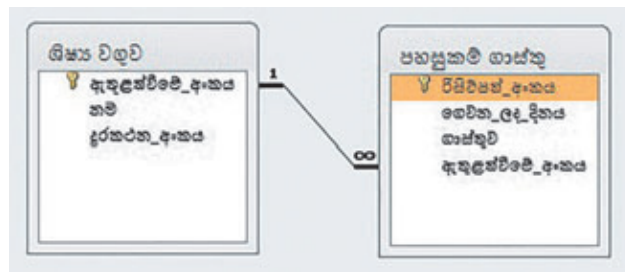 ශිෂ්‍ය වගුව
ඇතුළත්වීමේ_අංකය
නම
දුරකථන_අංකය
1
∞
පහසුකම් ගාස්තු
රිසිට්පත්_අංකය
ගෙවන_ලද_දිනය
ගාස්තුව
ඇතුළත්වීමේ_අංකය